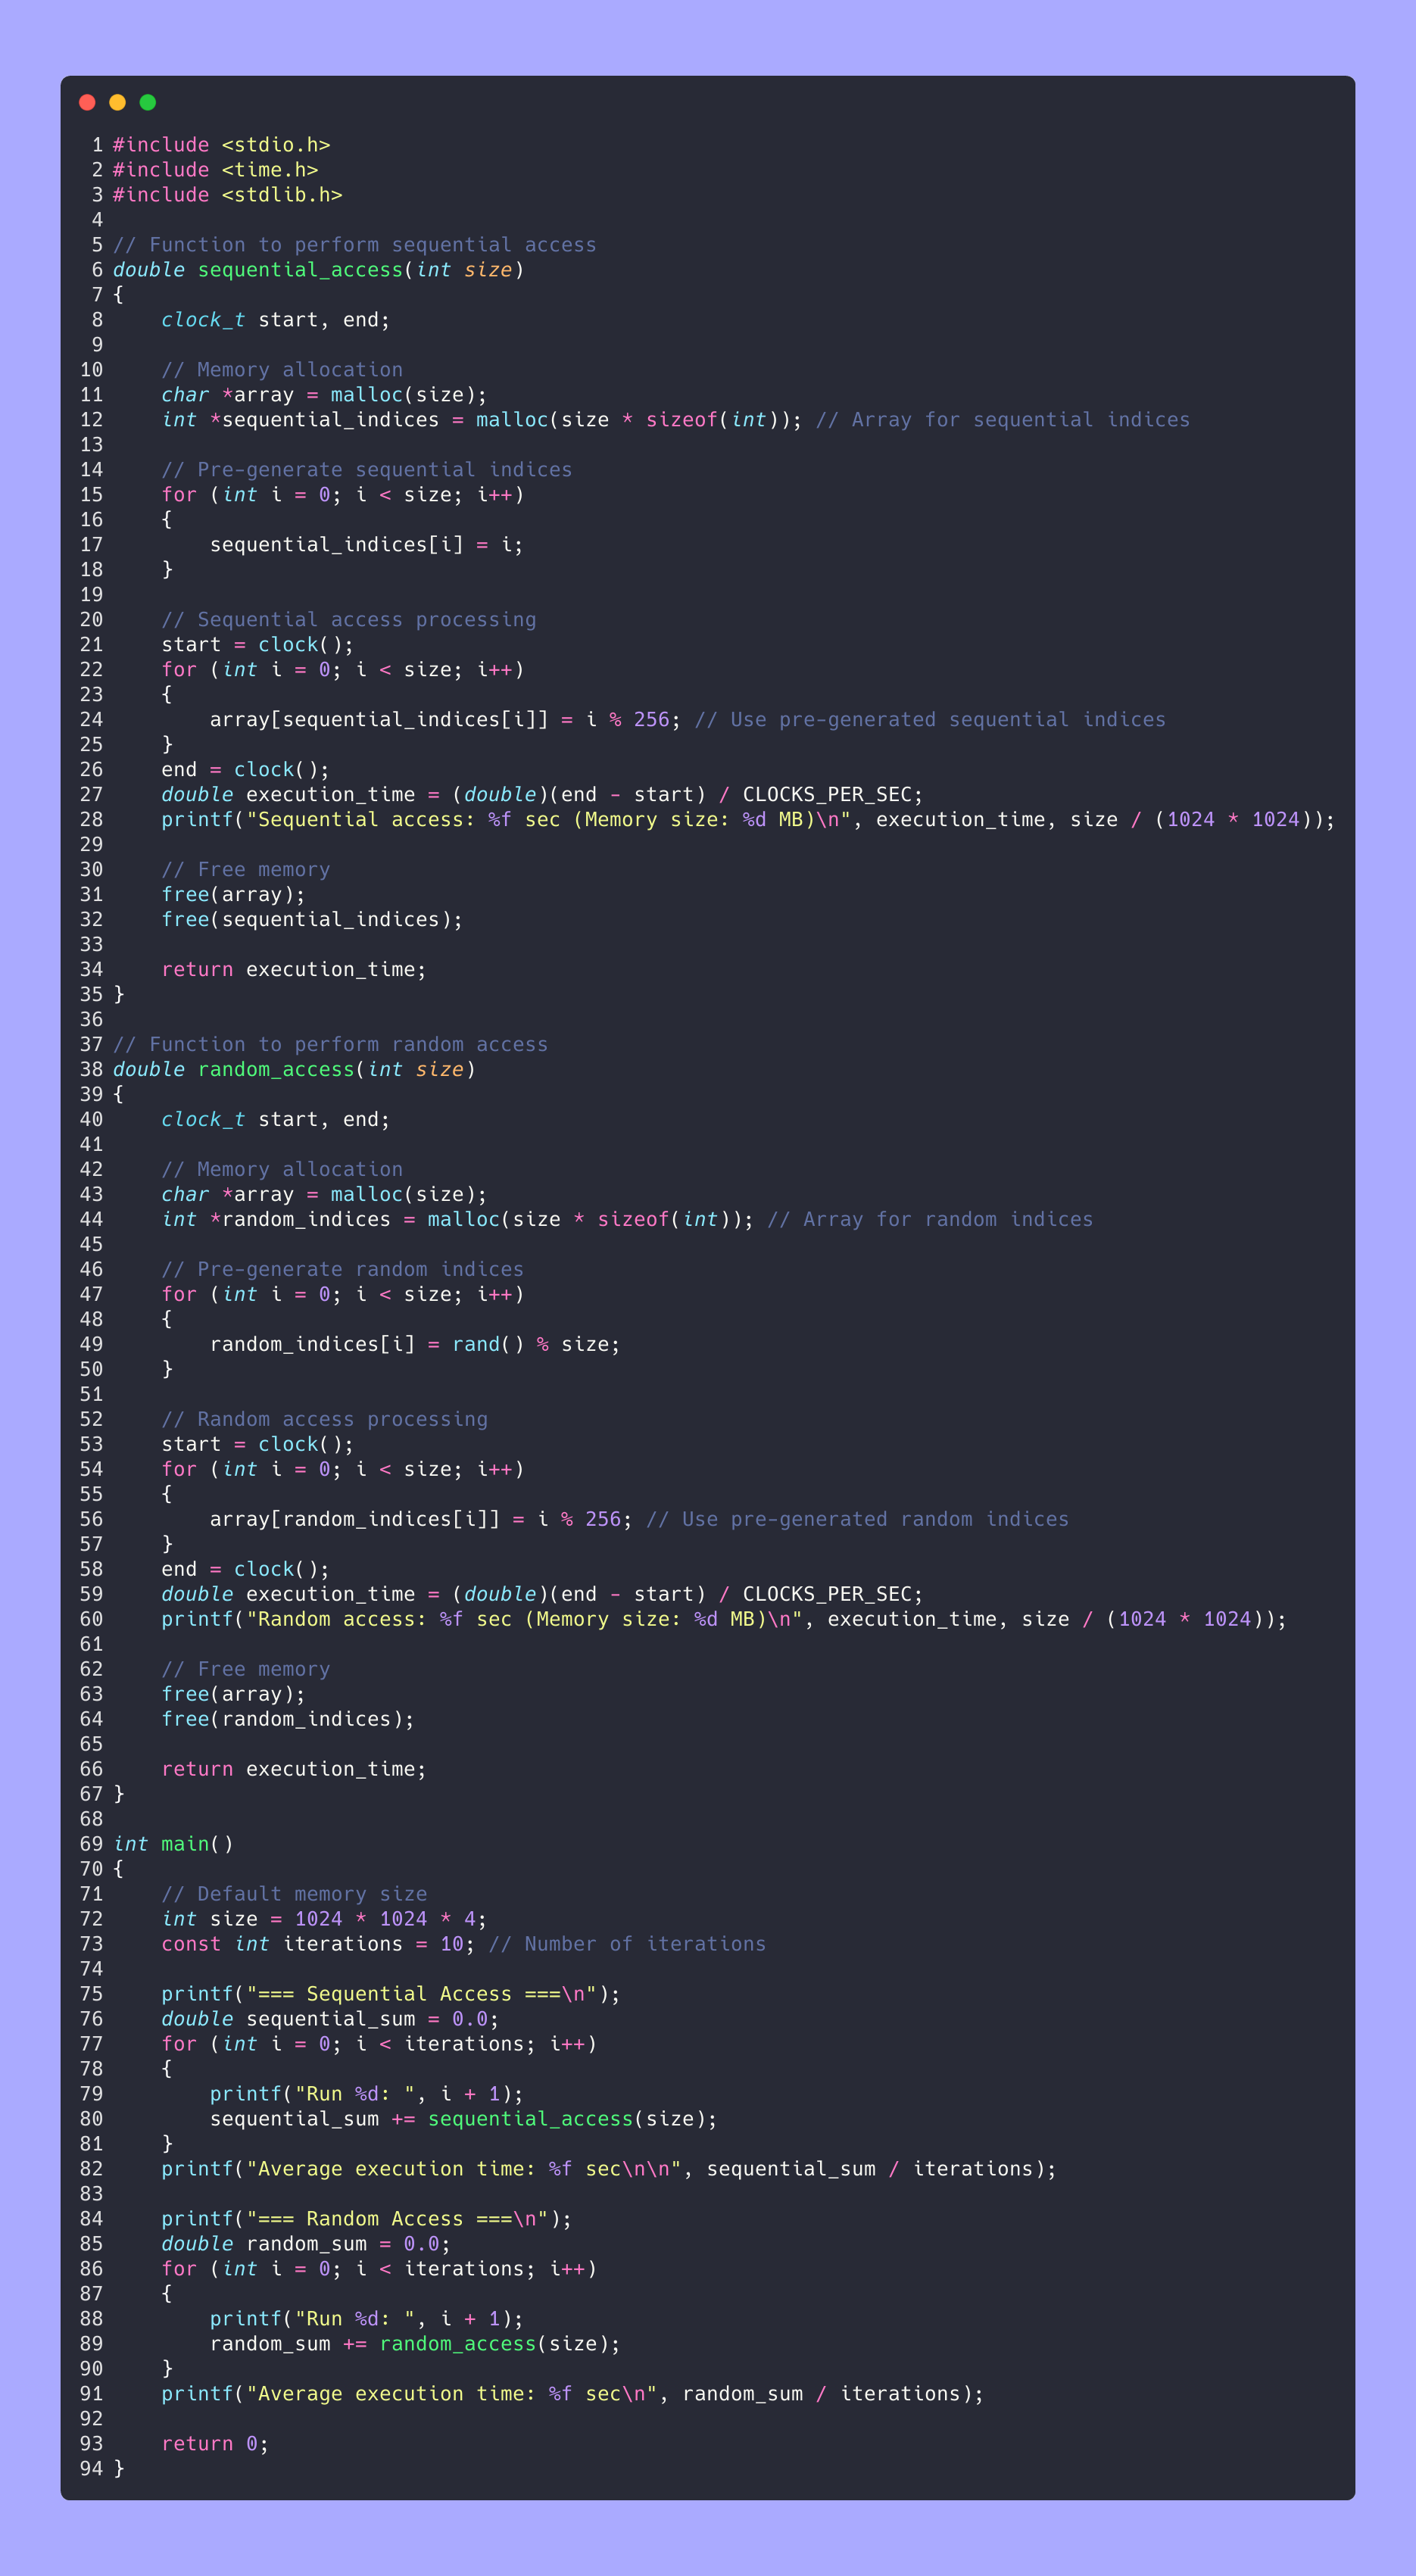 1 #include <stdio.h>
2 #include <time.h>
3 #include <stdlib.h>
4
5 // Function to perform sequential access
6 double sequential_access(int size)
7 {
8     clock_t start, end;
9
10     // Memory allocation
11     char *array = malloc(size);
12     int *sequential_indices = malloc(size * sizeof(int)); // Array for sequential indices
13
14     // Pre-generate sequential indices
15     for (int i = 0; i < size; i++)
16     {
17         sequential_indices[i] = i;
18     }
19
20     // Sequential access processing
21     start = clock();
22     for (int i = 0; i < size; i++)
23     {
24         array[sequential_indices[i]] = i % 256; // Use pre-generated sequential indices
25     }
26     end = clock();
27     double execution_time = (double)(end - start) / CLOCKS_PER_SEC;
28     printf("Sequential access: %f sec (Memory size: %d MB)\n", execution_time, size / (1024 * 1024));
29
30     // Free memory
31     free(array);
32     free(sequential_indices);
33
34     return execution_time;
35 }
36
37 // Function to perform random access
38 double random_access(int size)
39 {
40     clock_t start, end;
41
42     // Memory allocation
43     char *array = malloc(size);
44     int *random_indices = malloc(size * sizeof(int)); // Array for random indices
45
46     // Pre-generate random indices
47     for (int i = 0; i < size; i++)
48     {
49         random_indices[i] = rand() % size;
50     }
51
52     // Random access processing
53     start = clock();
54     for (int i = 0; i < size; i++)
55     {
56         array[random_indices[i]] = i % 256; // Use pre-generated random indices
57     }
58     end = clock();
59     double execution_time = (double)(end - start) / CLOCKS_PER_SEC;
60     printf("Random access: %f sec (Memory size: %d MB)\n", execution_time, size / (1024 * 1024));
61
62     // Free memory
63     free(array);
64     free(random_indices);
65
66     return execution_time;
67 }
68
69 int main()
70 {
71     // Default memory size
72     int size = 1024 * 1024 * 4;
73     const int iterations = 10; // Number of iterations
74
75     printf("=== Sequential Access ===\n");
76     double sequential_sum = 0.0;
77     for (int i = 0; i < iterations; i++)
78     {
79         printf("Run %d: ", i + 1);
80         sequential_sum += sequential_access(size);
81     }
82     printf("Average execution time: %f sec\n\n", sequential_sum / iterations);
83
84     printf("=== Random Access ===\n");
85     double random_sum = 0.0;
86     for (int i = 0; i < iterations; i++)
87     {
88         printf("Run %d: ", i + 1);
89         random_sum += random_access(size);
90     }
91     printf("Average execution time: %f sec\n", random_sum / iterations);
92
93     return 0;
94 }